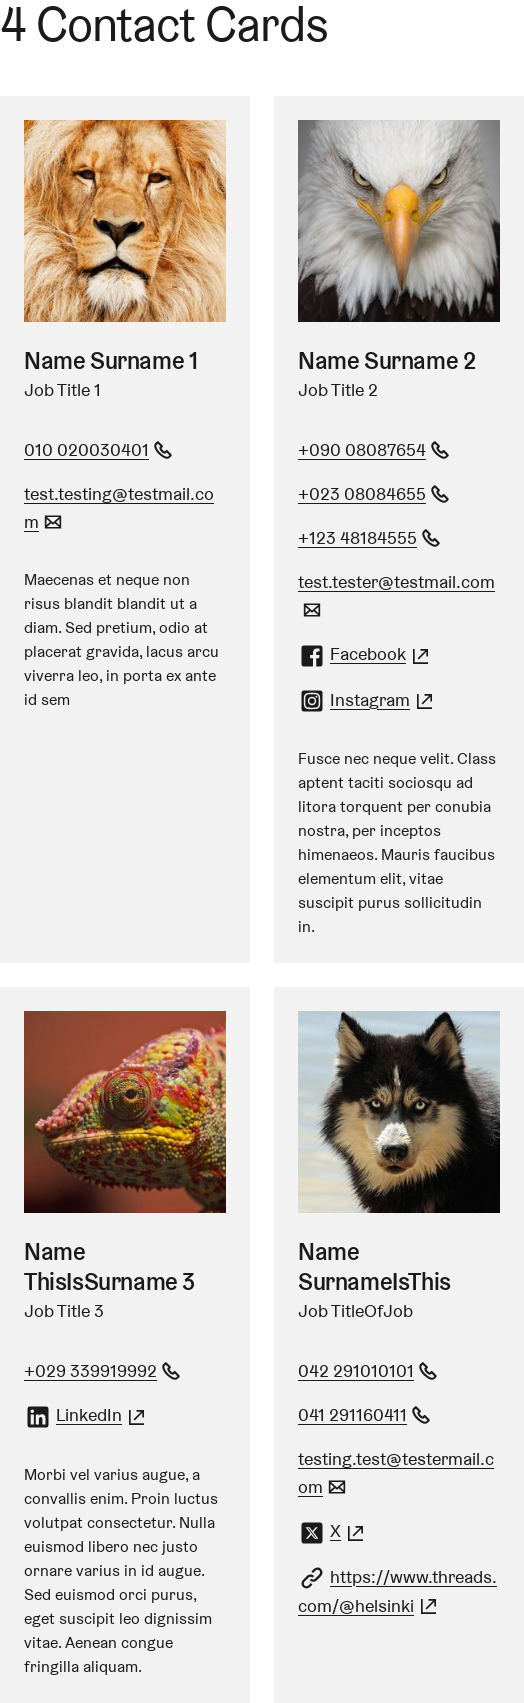 4 Contact Cards
Name Surname 1
Job Title 1
010 020030401
test.testing@testmail.co
m
Maecenas et neque non
risus blandit blandit ut a
diam. Sed pretium, odio at
placerat gravida, lacus arcu
viverra leo, in porta ex ante
id sem
Name Surname 2
Job Title 2
+090 08087654
+023 08084655
+123 48184555
test.tester@testmail.com
Facebook
Instagram
Fusce nec neque velit. Class
aptent taciti sociosqu ad
litora torquent per conubia
nostra, per inceptos
himenaeos. Mauris faucibus
elementum elit, vitae
suscipit purus sollicitudin
in.
Name
ThisIsSurname 3
Job Title 3
+029 339919992
LinkedIn
Morbi vel varius augue, a
convallis enim. Proin luctus
volutpat consectetur. Nulla
euismod libero nec justo
ornare varius in id augue.
Sed euismod orci purus,
eget suscipit leo dignissim
vitae. Aenean congue
fringilla aliquam.
Name
SurnameIsThis
Job TitleOfJob
042 291010101
041 291160411
testing.test@testermail.c
om
X
https://www.threads.
com/@helsinki